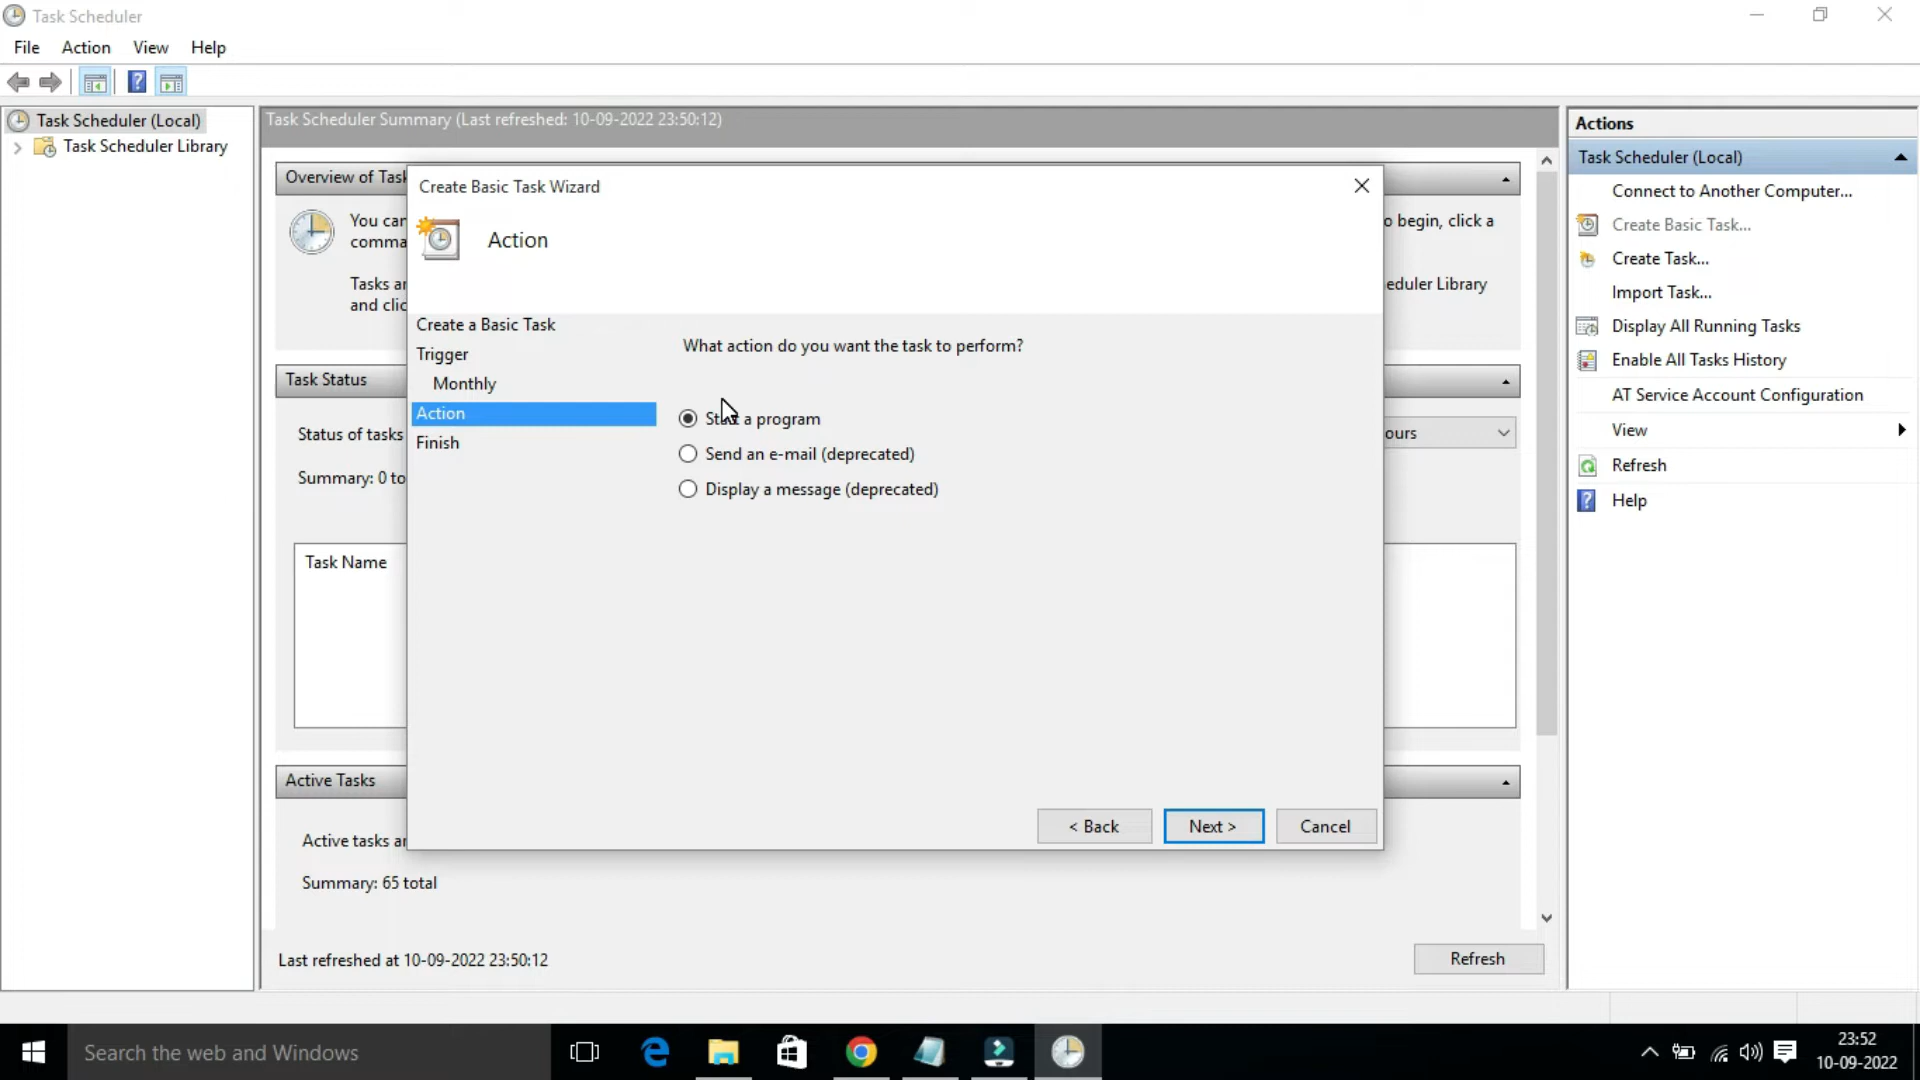 Task Scheduler
File Action View Help
Task Scheduler (Local)
Task Scheduler Library
Task Scheduler Summary (Last refreshed: 10-09-2022 23:50:12)
Overview of Task
You can
comma
o begin, click a
Tasks ar
and clic
eduler Library
Task Status
Status of tasks
ours
Summary: 0 to
Task Name
Active Tasks
Active tasks ar
Summary: 65 total
Last refreshed at 10-09-2022 23:50:12
Refresh
Create Basic Task Wizard
Action
Create a Basic Task
Trigger
Monthly
Action
Finish
What action do you want the task to perform?
Start a program
Send an e-mail (deprecated)
Display a message (deprecated)
< Back
Next >
Cancel
Actions
Task Scheduler (Local)
Connect to Another Computer...
Create Basic Task...
Create Task...
Import Task...
Display All Running Tasks
Enable All Tasks History
AT Service Account Configuration
View
Refresh
Help
Search the web and Windows
23:52
10-09-2022